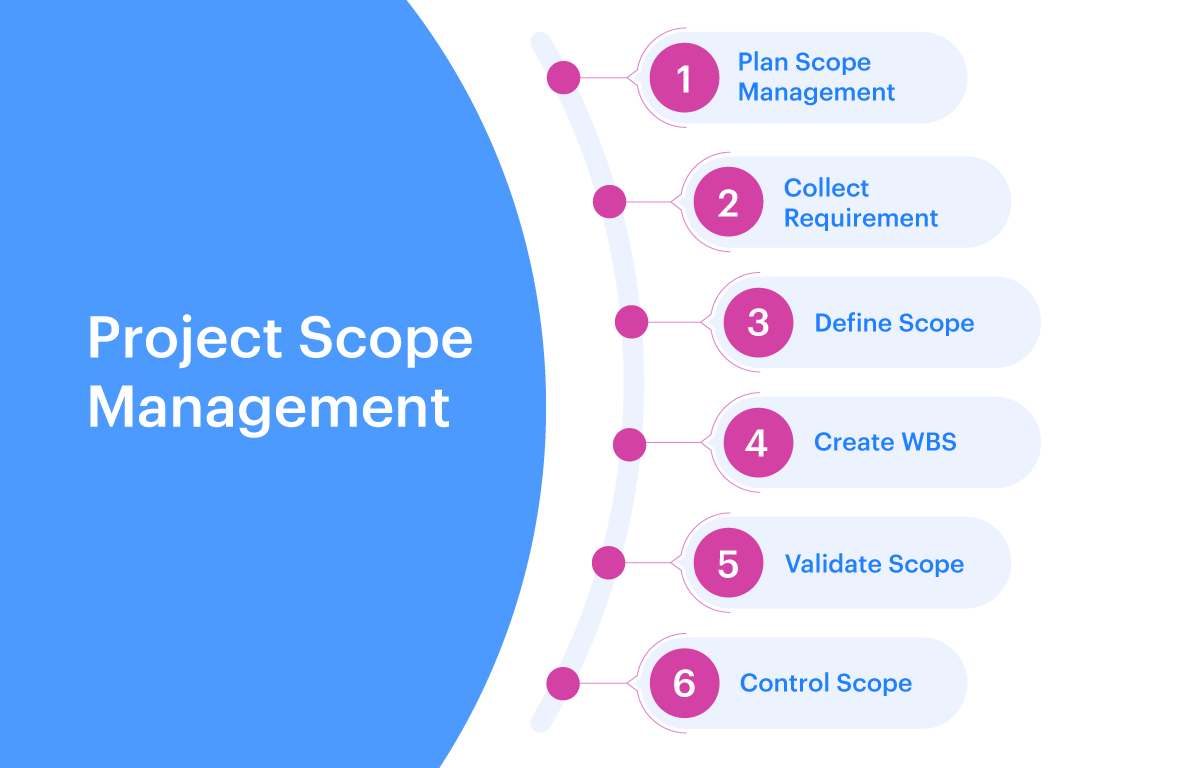 Project Scope
Management
1
Plan Scope
Management
2
Collect
Requirement
3
Define Scope
4
Create WBS
5
Validate Scope
6
Control Scope